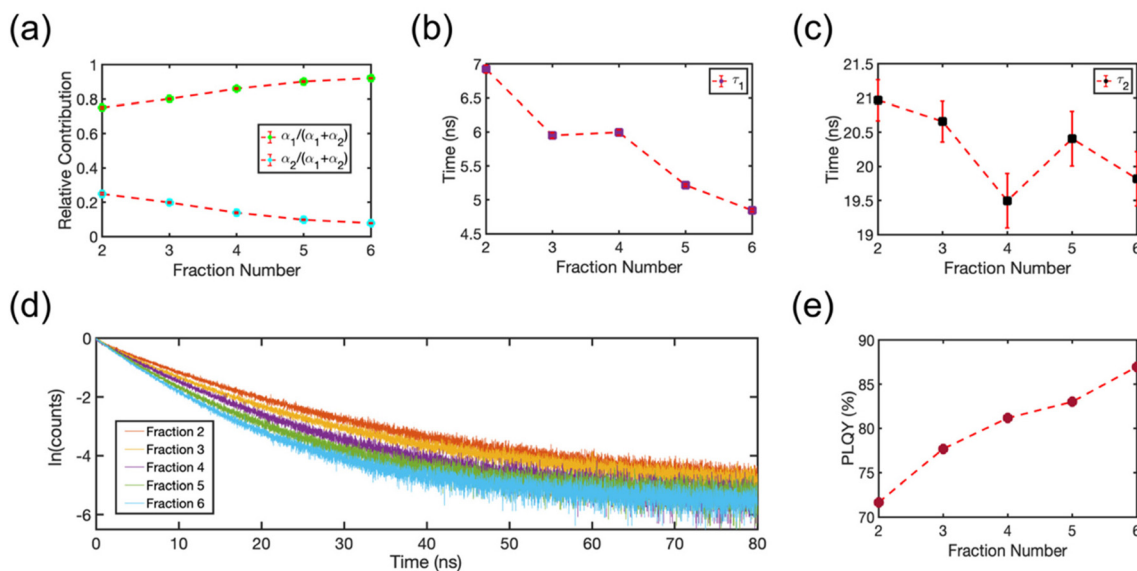 (a)
1
0.8
0.6
0.4
0.2
0
Relative Contribution
α₁/(α₁+α₂)
α₂/(α₁+α₂)
2 3 4 5 6
Fraction Number
(b)
7
6.5
6
5.5
5
4.5
Time (ns)
τ₁
2 3 4 5 6
Fraction Number
(c)
21.5
21
20.5
20
19.5
19
Time (ns)
τ₂
2 3 4 5 6
Fraction Number
(d)
0
-2
-4
-6
ln(counts)
Fraction 2
Fraction 3
Fraction 4
Fraction 5
Fraction 6
0 10 20 30 40 50 60 70 80
Time (ns)
(e)
90
85
80
75
70
PLQY (%)
2 3 4 5 6
Fraction Number